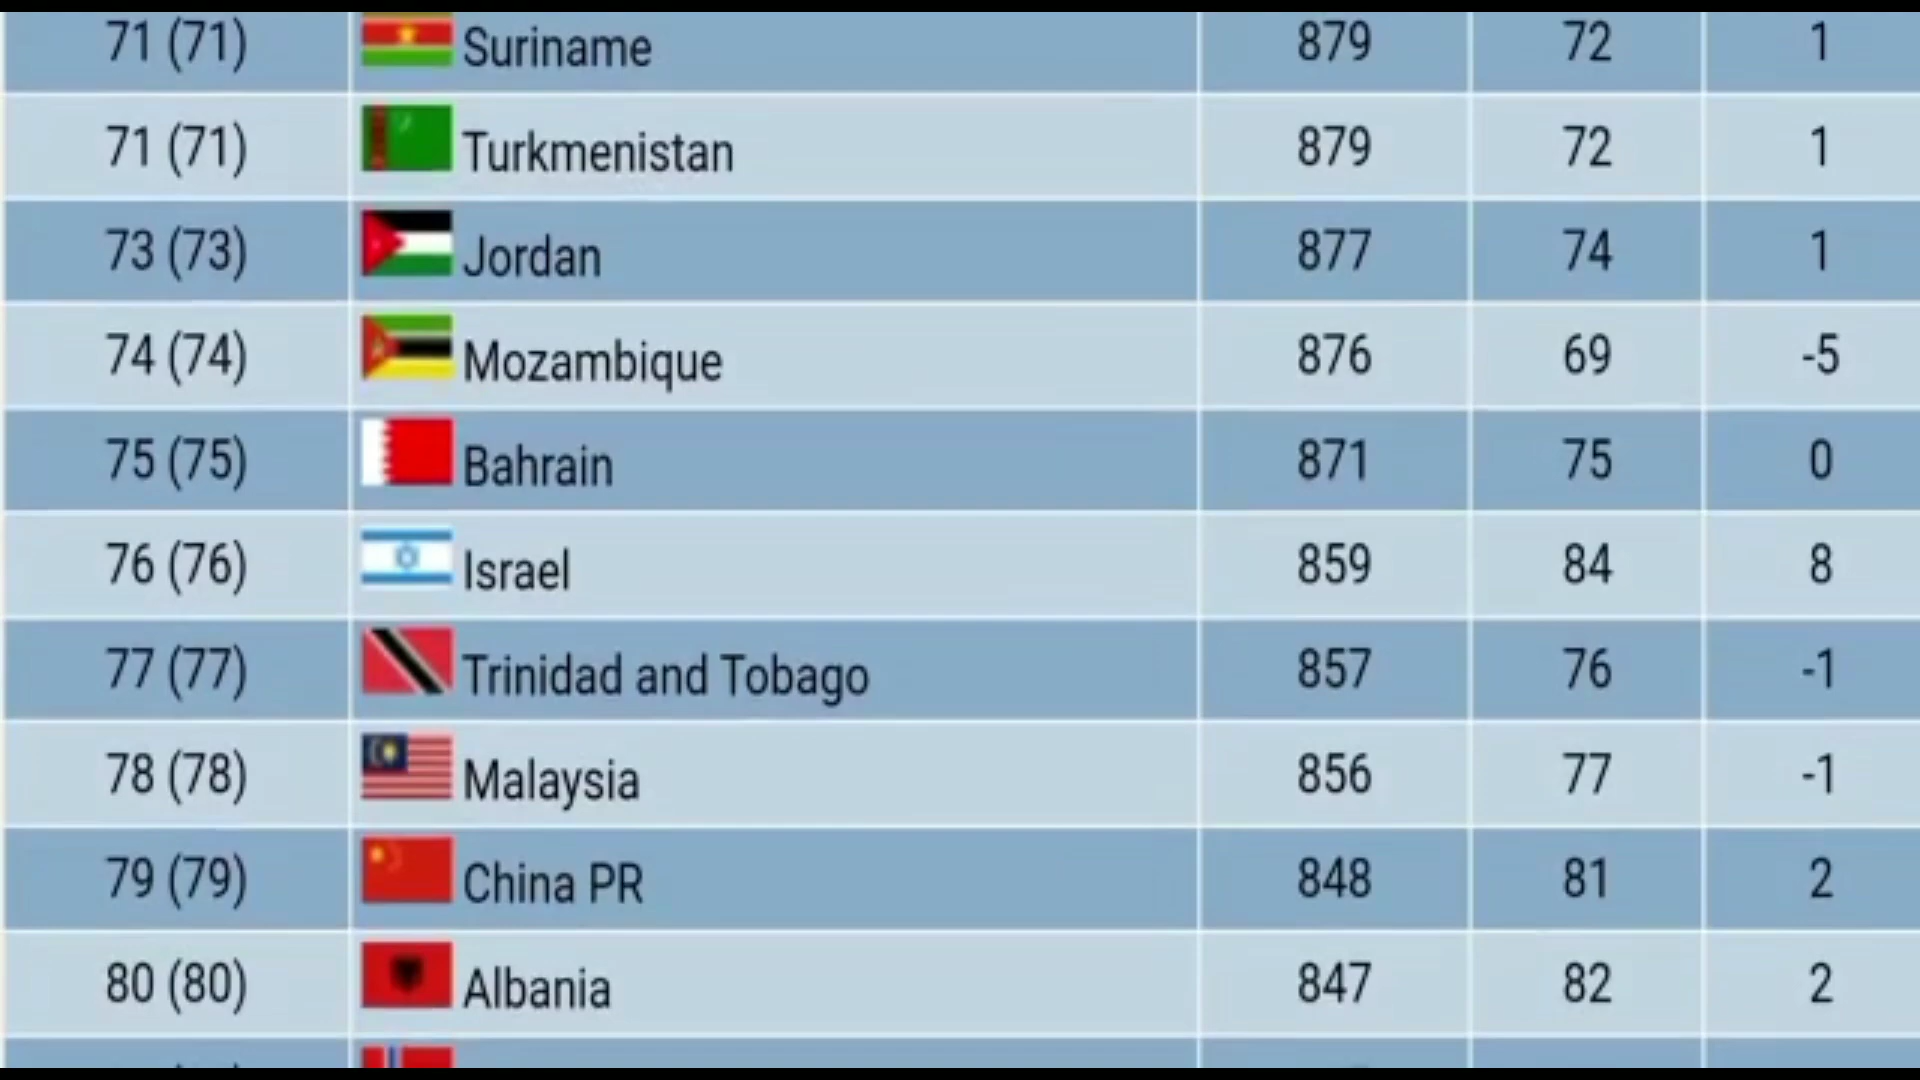 71 (71) Suriname 879 72 1
71 (71) Turkmenistan 879 72 1
73 (73) Jordan 877 74 1
74 (74) Mozambique 876 69 -5
75 (75) Bahrain 871 75 0
76 (76) Israel 859 84 8
77 (77) Trinidad and Tobago 857 76 -1
78 (78) Malaysia 856 77 -1
79 (79) China PR 848 81 2
80 (80) Albania 847 82 2